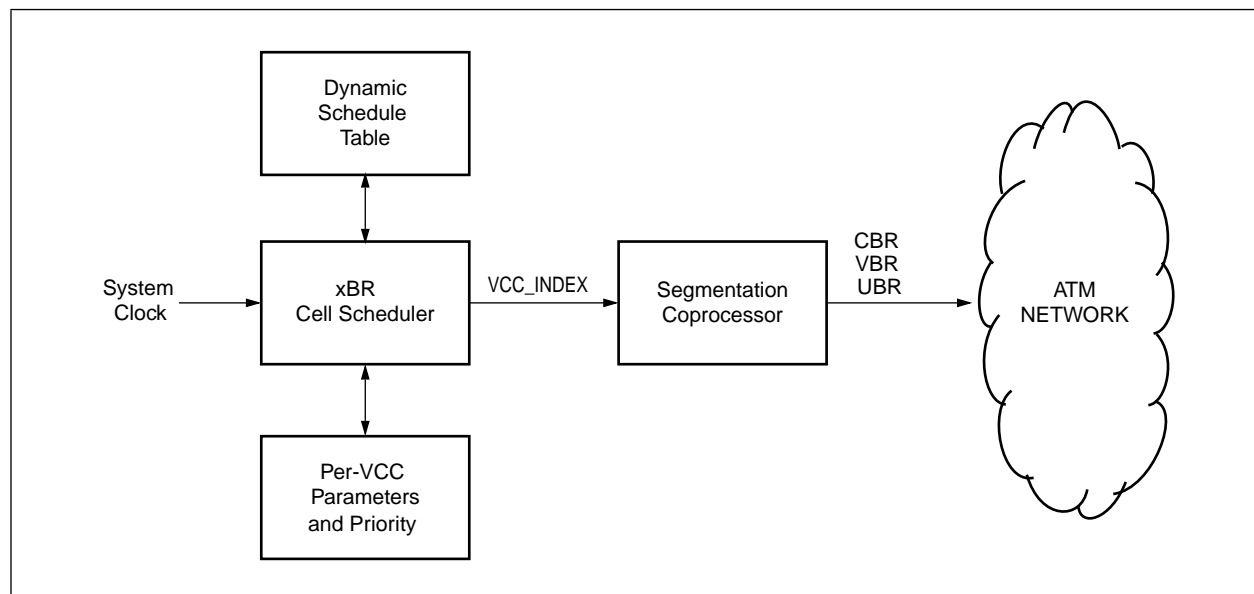 Dynamic
Schedule
Table
System
Clock
xBR
Cell Scheduler
VCC_INDEX
Segmentation
Coprocessor
CBR
VBR
UBR
ATM
NETWORK
Per-VCC
Parameters
and Priority